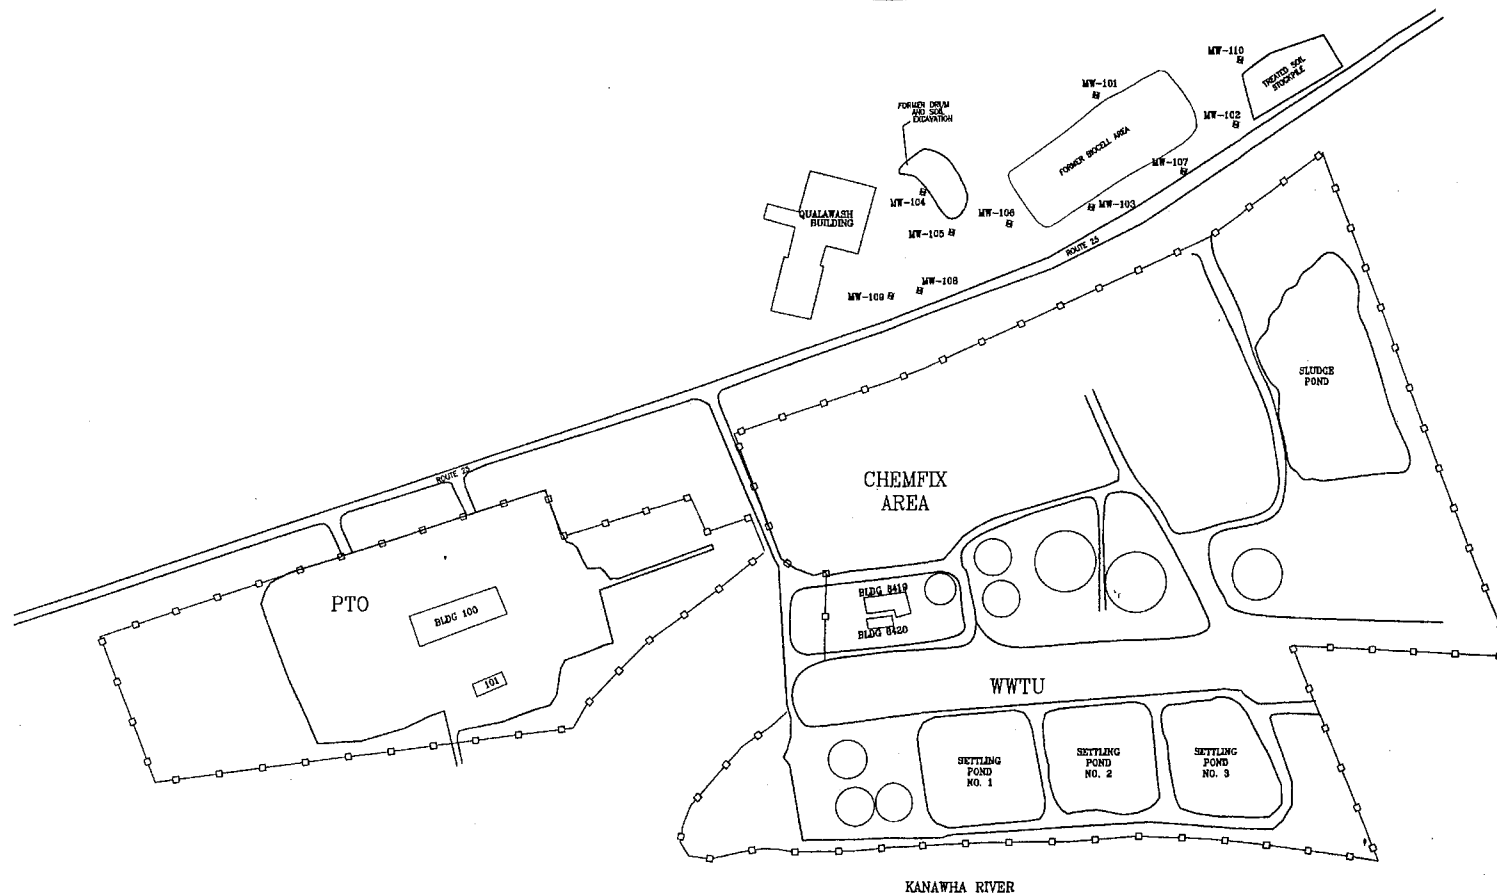 MW-110
TREATED SOIL
STOCKPILE
MW-101
FORMER DRUM
AND SOIL
EXCAVATION
MW-102
FORMER BIOCELL AREA
MW-107
MW-104
MW-103
QUALAWASH
BUILDING
MW-106
MW-105
ROUTE 25
MW-108
MW-109
SLUDGE
POND
ROUTE 25
CHEMFIX
AREA
PTO
BLDG 100
101
BLDG 8419
BLDG 8420
WWTU
SETTLING
POND
NO. 1
SETTLING
POND
NO. 2
SETTLING
POND
NO. 3
KANAWHA RIVER